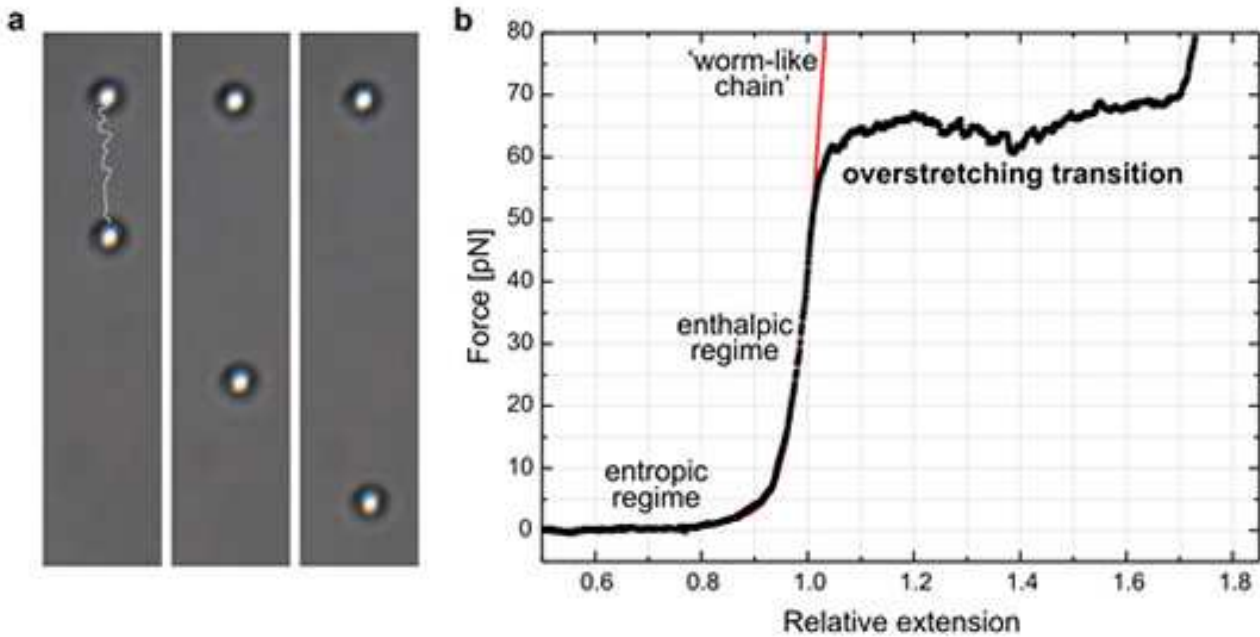 a
b
80
70
60
50
40
30
20
10
0
Force [pN]
'worm-like
chain'
overstretching transition
enthalpic
regime
entropic
regime
0.6 0.8 1.0 1.2 1.4 1.6 1.8
Relative extension